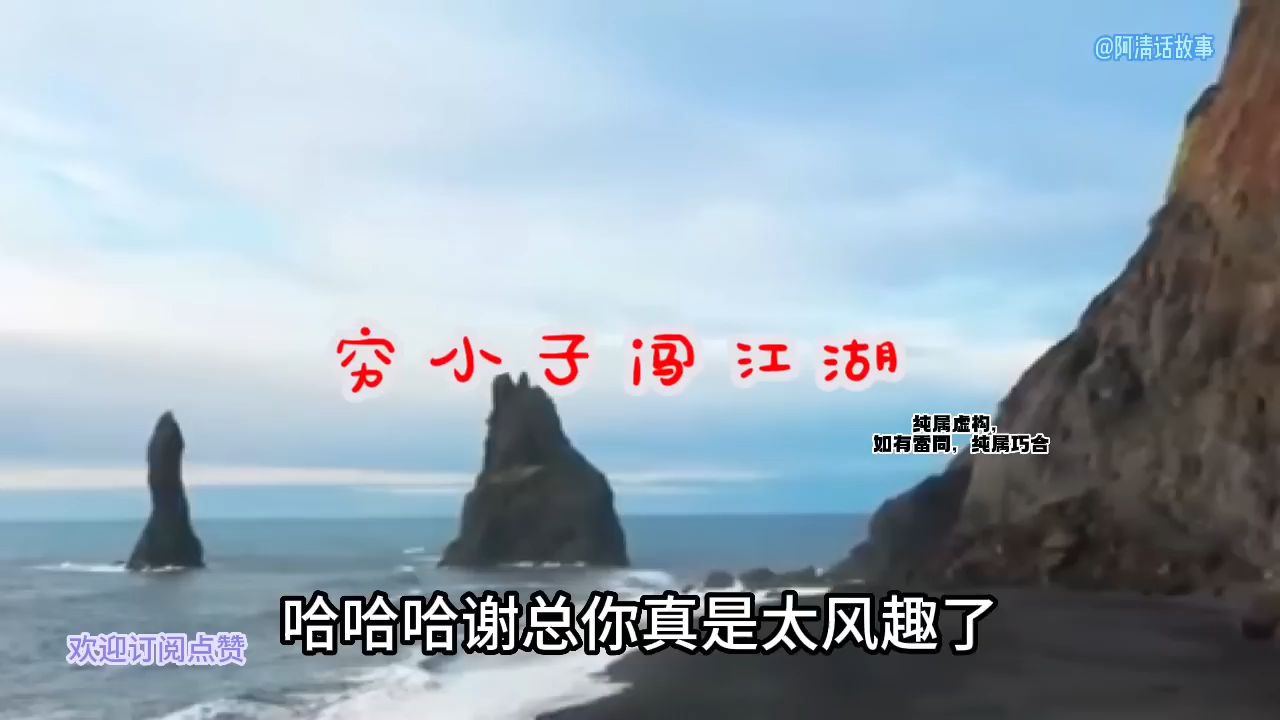 @阿清话故事
穷小子闯江湖
纯属虚构，
如有雷同，纯属巧合
哈哈哈谢总你真是太风趣了
欢迎订阅点赞